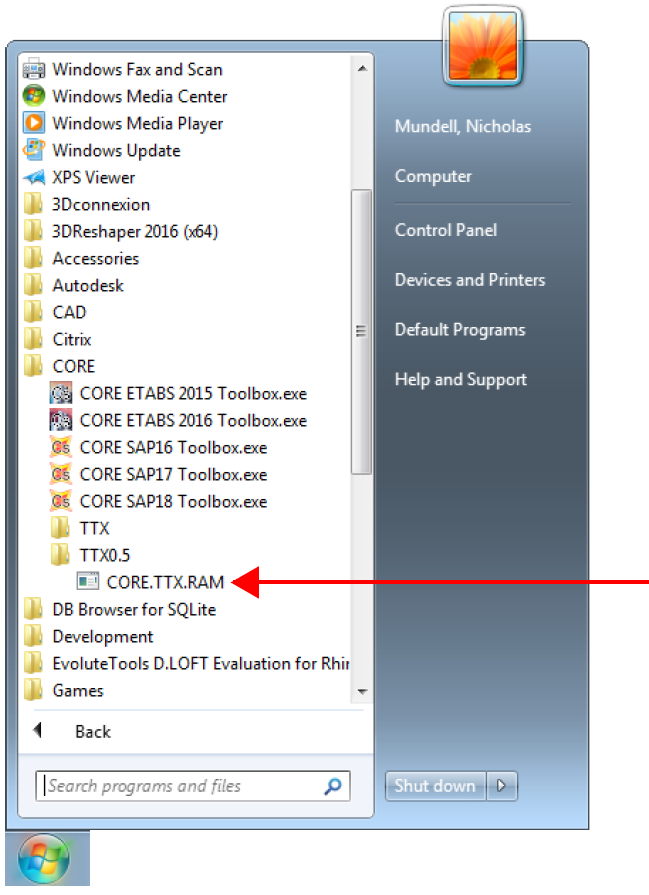 Windows Fax and Scan
Windows Media Center
Windows Media Player
Windows Update
XPS Viewer
3Dconnexion
3DReshaper 2016 (x64)
Accessories
Autodesk
CAD
Citrix
CORE
CORE ETABS 2015 Toolbox.exe
CORE ETABS 2016 Toolbox.exe
CORE SAP16 Toolbox.exe
CORE SAP17 Toolbox.exe
CORE SAP18 Toolbox.exe
TTX
TTX0.5
CORE.TTX.RAM
DB Browser for SQLite
Development
EvoluteTools D.LOFT Evaluation for Rhin
Games
Back
Search programs and files
Mundell, Nicholas
Computer
Control Panel
Devices and Printers
Default Programs
Help and Support
Shut down